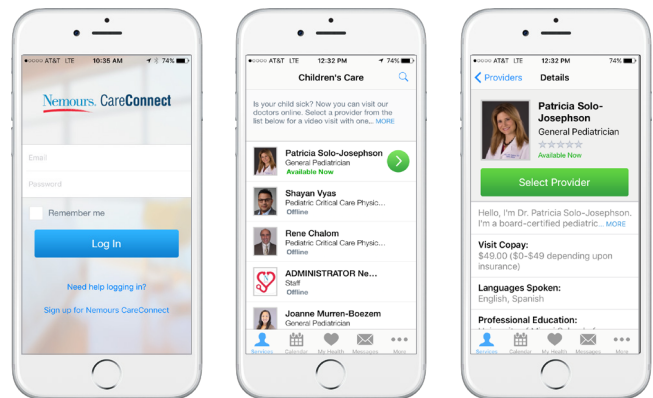 AT&T LTE 10:35 AM 74%
Nemours. CareConnect
Email
Password
Remember me
Log In
Need help logging in?
Sign up for Nemours CareConnect
AT&T LTE 12:32 PM 74%
Children's Care
Is your child sick? Now you can visit our
doctors online. Select a provider from the
list below for a video visit with one... MORE
Patricia Solo-Josephson
General Pediatrician
Available Now
Shayan Vyas
Pediatric Critical Care Physic...
Offline
Rene Chalom
Pediatric Critical Care Physic...
Offline
ADMINISTRATOR Ne...
Staff
Offline
Joanne Murren-Boezem
General Pediatrician
Services Calendar My Health Messages More
AT&T LTE 12:32 PM 74%
Providers Details
Patricia Solo-
Josephson
General Pediatrician
Available Now
Select Provider
Hello, I'm Dr. Patricia Solo-Josephson.
I'm a board-certified pediatric... MORE
Visit Copay:
$49.00 ($0-$49 depending upon
insurance)
Languages Spoken:
English, Spanish
Professional Education:
Services Calendar My Health Messages More